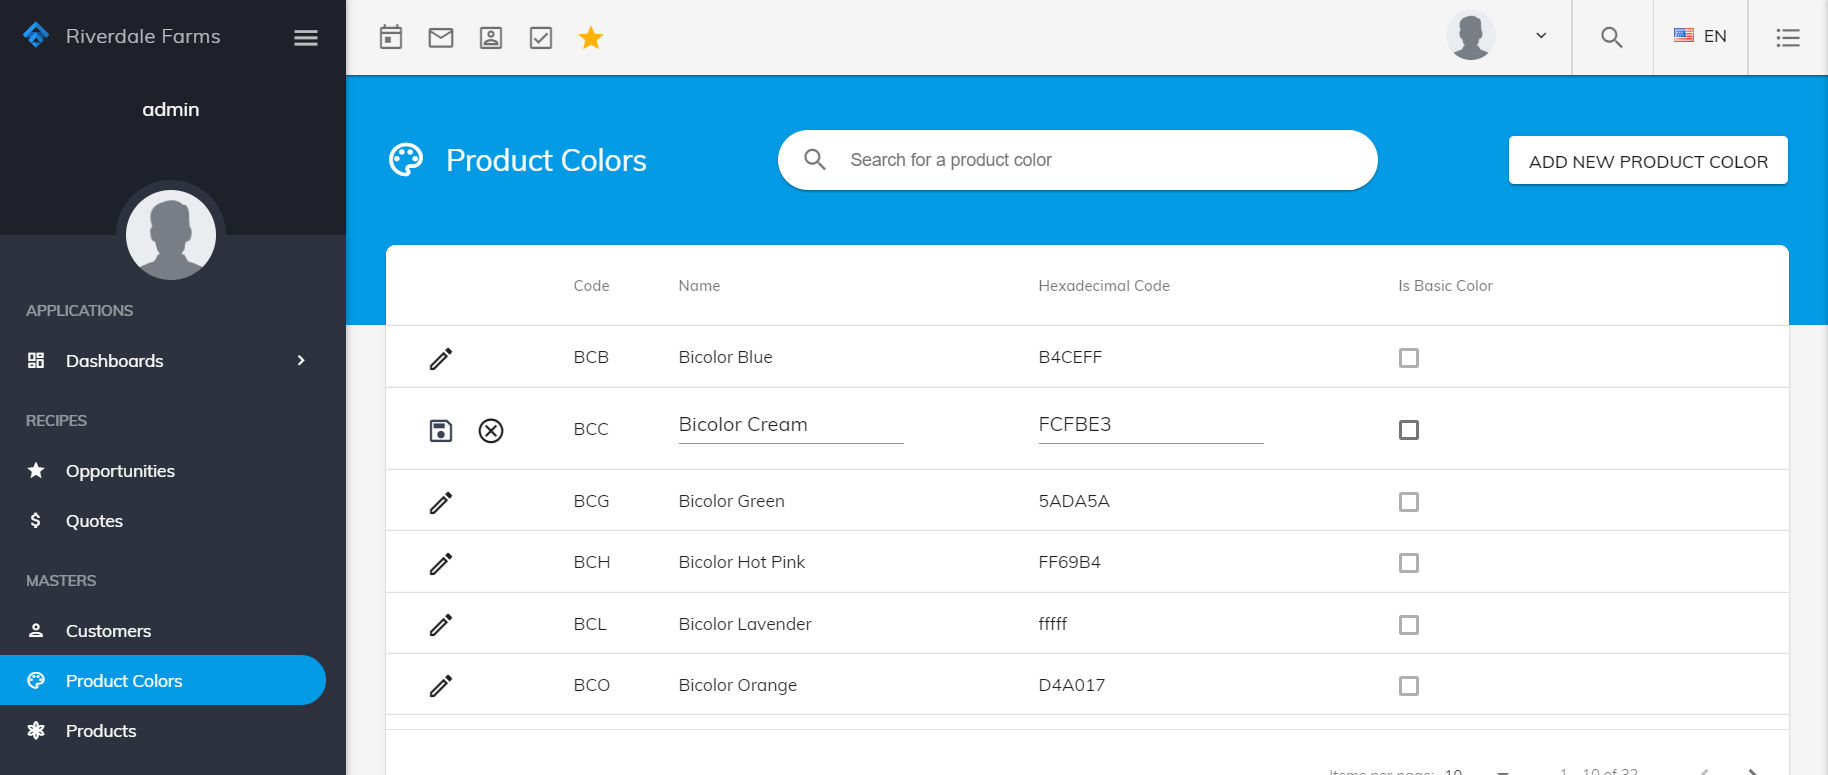 Riverdale Farms
EN
admin
Product Colors
Search for a product color
ADD NEW PRODUCT COLOR
APPLICATIONS
Dashboards
RECIPES
Opportunities
Quotes
MASTERS
Customers
Product Colors
Products
Code Name Hexadecimal Code Is Basic Color
BCB Bicolor Blue B4CEFF
BCC Bicolor Cream FCFBE3
BCG Bicolor Green 5ADA5A
BCH Bicolor Hot Pink FF69B4
BCL Bicolor Lavender fffff
BCO Bicolor Orange D4A017
Items per page: 10 1 - 10 of 32